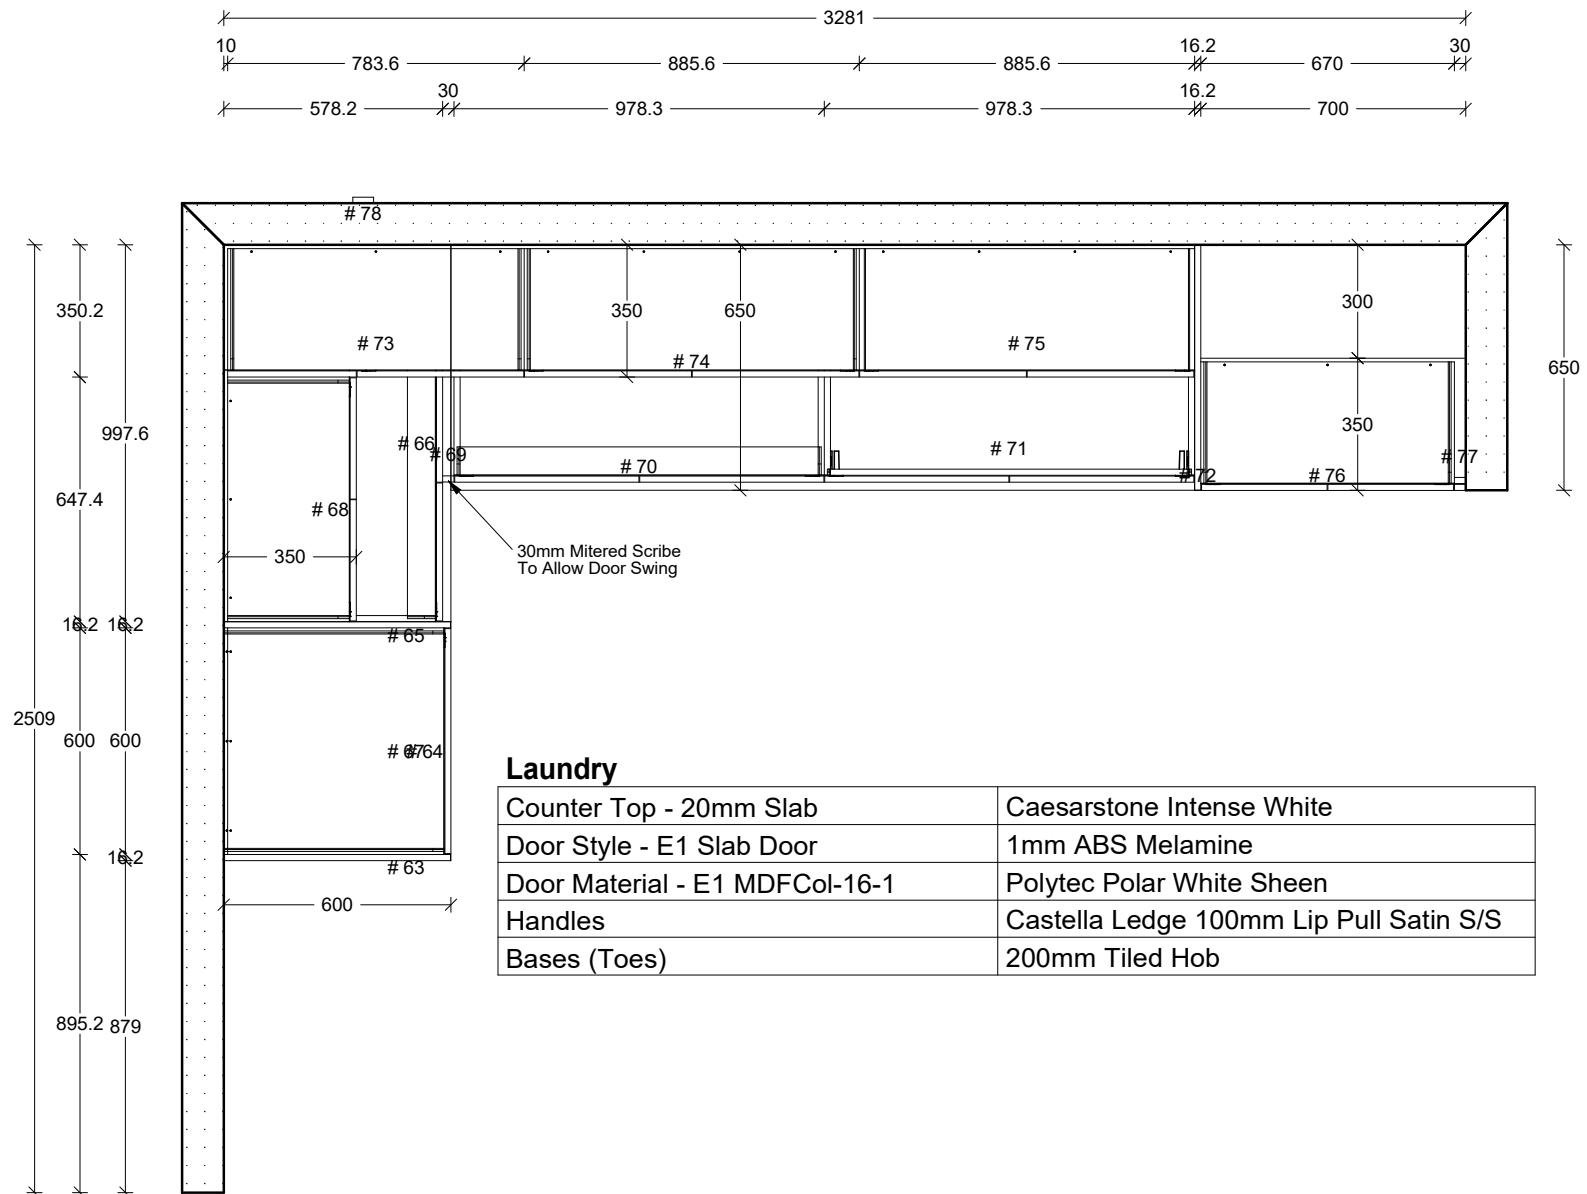 3281
10 16.2 30
783.6 885.6 885.6 670
30 16.2
578.2 978.3 978.3 700
# 78
350.2 350 650 300 650
# 73 # 74 # 75
350
997.6
# 66 # 69 # 70 # 71 # 72 # 76 # 77
647.4
# 68
350
30mm Mitered Scribe
To Allow Door Swing
16.2 16.2
# 65
2509
600 600
# 67 # 64
16.2
# 63
600
895.2 879
Laundry
Counter Top - 20mm Slab Caesarstone Intense White
Door Style - E1 Slab Door 1mm ABS Melamine
Door Material - E1 MDFCol-16-1 Polytec Polar White Sheen
Handles Castella Ledge 100mm Lip Pull Satin S/S
Bases (Toes) 200mm Tiled Hob